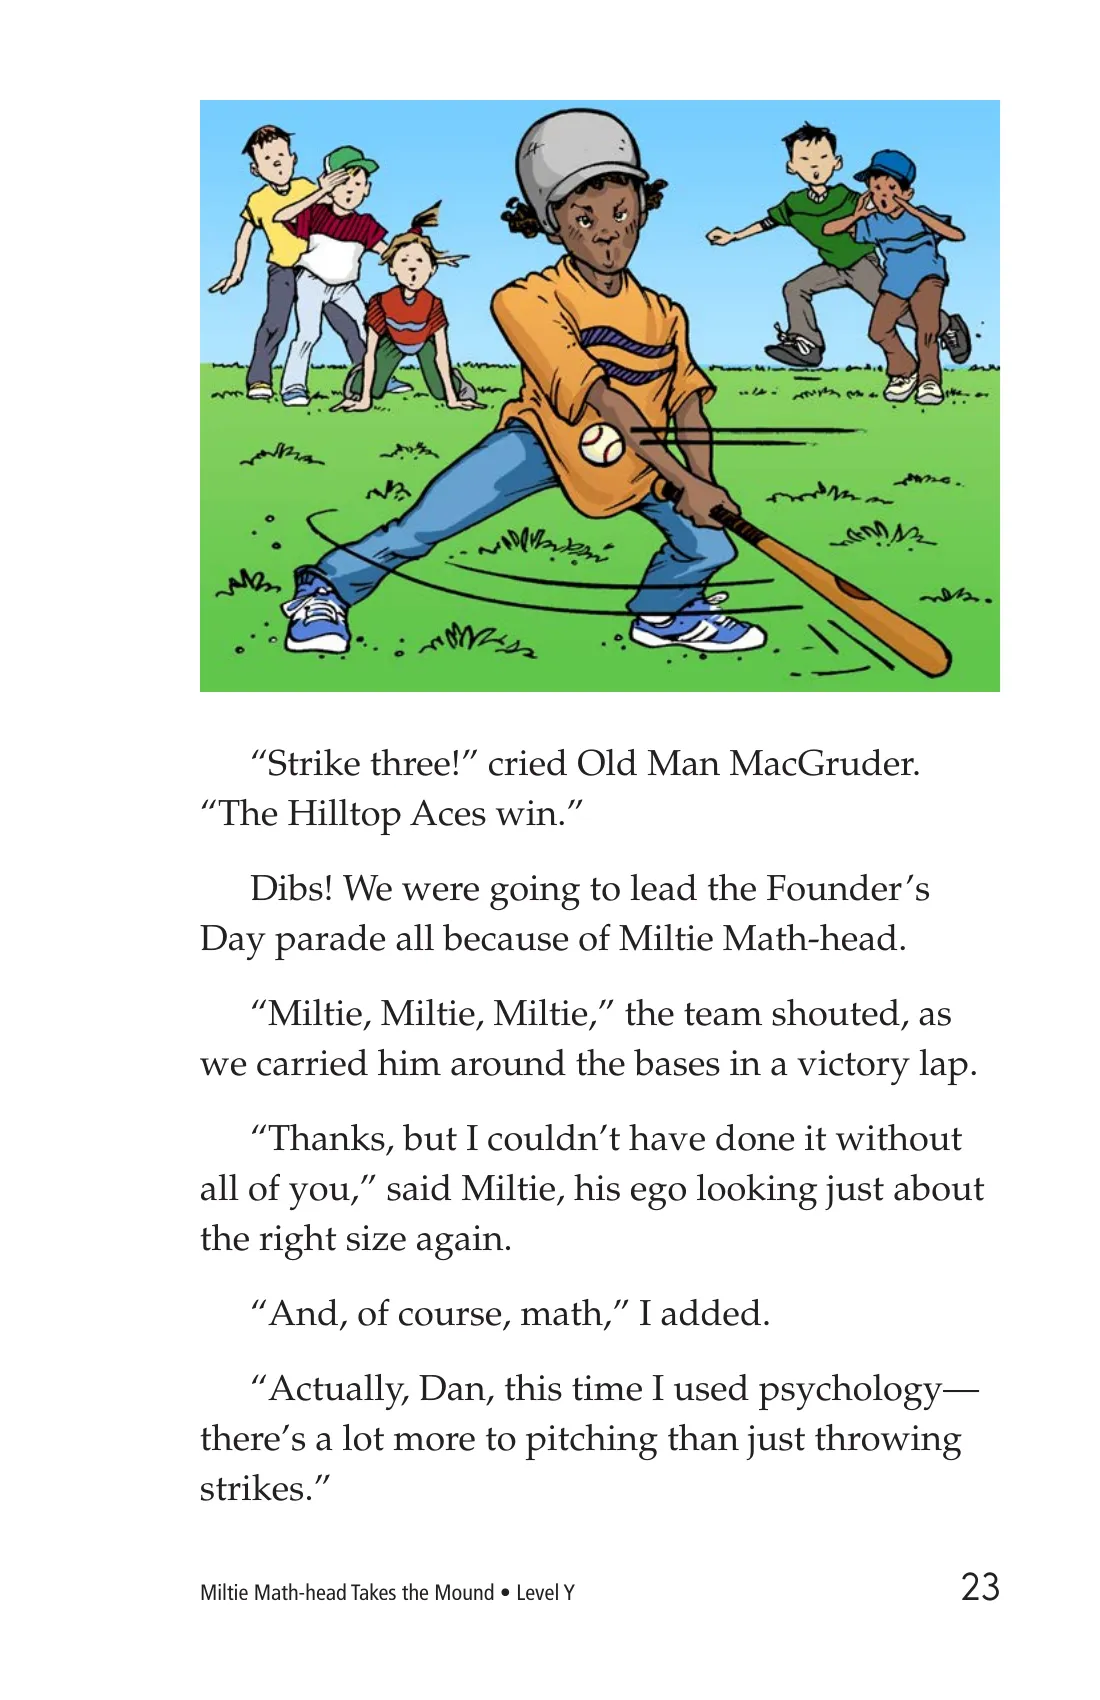 “Strike three!” cried Old Man MacGruder.
“The Hilltop Aces win.”
Dibs! We were going to lead the Founder’s
Day parade all because of Miltie Math-head.
“Miltie, Miltie, Miltie,” the team shouted, as
we carried him around the bases in a victory lap.
“Thanks, but I couldn’t have done it without
all of you,” said Miltie, his ego looking just about
the right size again.
“And, of course, math,” I added.
“Actually, Dan, this time I used psychology—
there’s a lot more to pitching than just throwing
strikes.”
Miltie Math-head Takes the Mound • Level Y 23